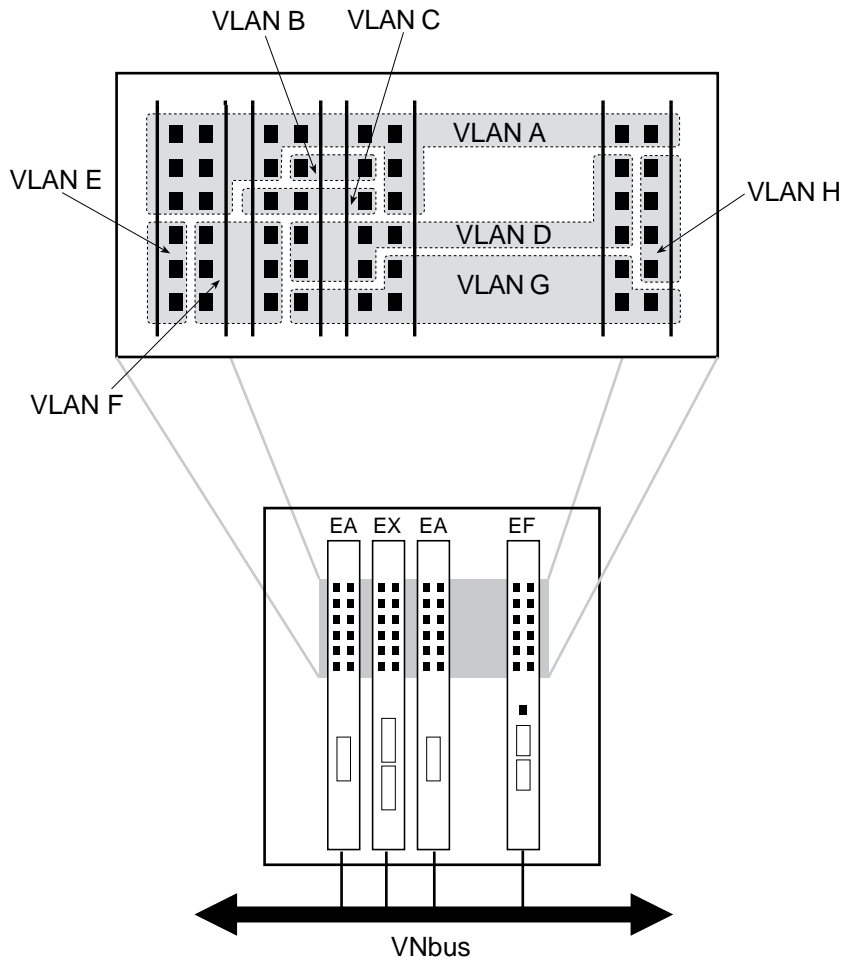 VLAN B
VLAN C
VLAN A
VLAN E
VLAN H
VLAN D
VLAN G
VLAN F
EA EX EA EF
VNbus